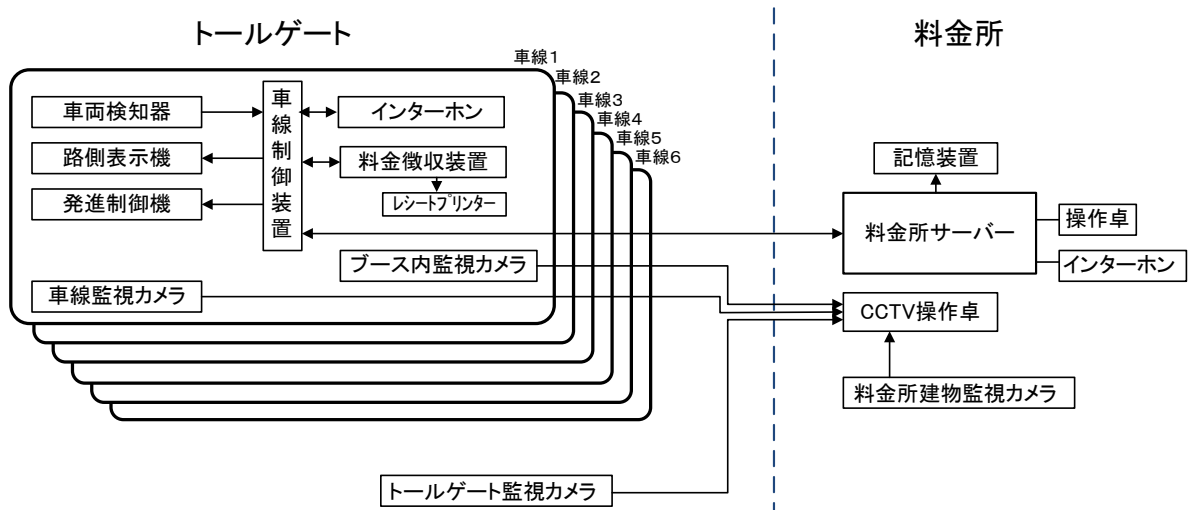 トールゲート
料金所
車線1
車線2
車線3
車線4
車線5
車線6
車両検知器
路側表示機
発進制御機
車線制御装置
インターホン
料金徴収装置
ﾚｼｰﾄﾌﾟﾘﾝﾀｰ
ブース内監視カメラ
車線監視カメラ
トールゲート監視カメラ
記憶装置
料金所サーバー
操作卓
インターホン
CCTV操作卓
料金所建物監視カメラ